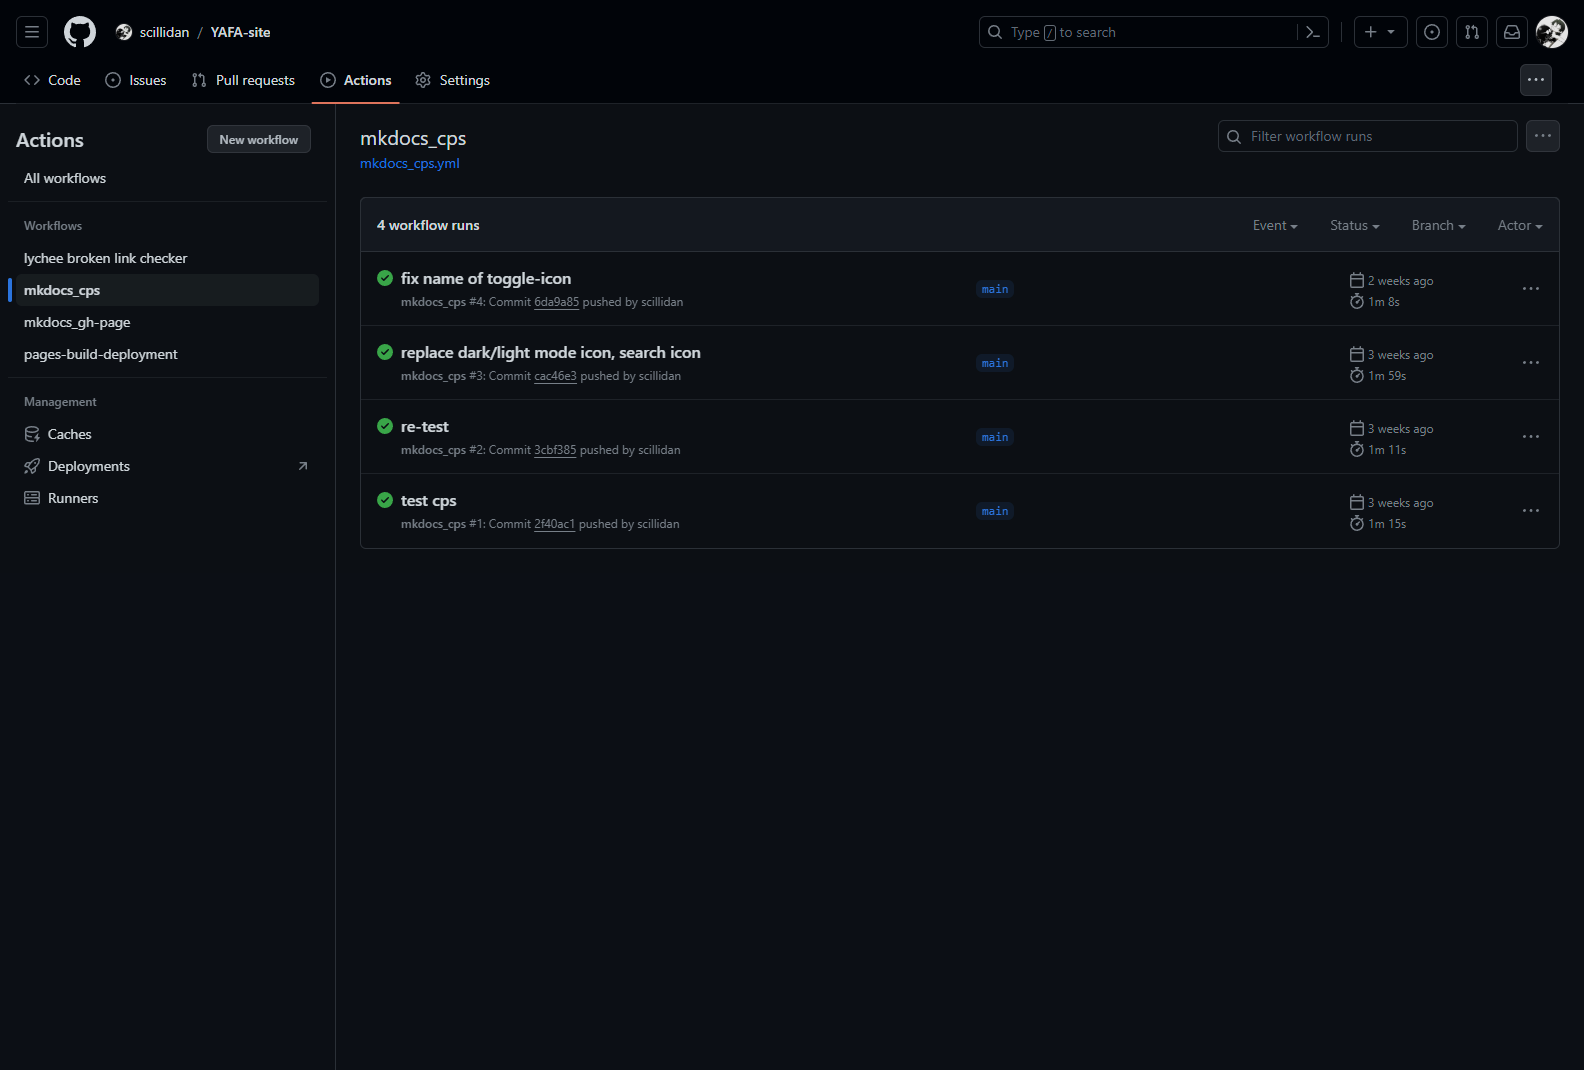 scillidan / YAFA-site
Type / to search
Code
Issues
Pull requests
Actions
Settings
Actions
New workflow
All workflows
Workflows
lychee broken link checker
mkdocs_cps
mkdocs_gh-page
pages-build-deployment
Management
Caches
Deployments
Runners
mkdocs_cps
mkdocs_cps.yml
Filter workflow runs
4 workflow runs
Event
Status
Branch
Actor
fix name of toggle-icon
mkdocs_cps #4: Commit 6da9a85 pushed by scillidan
main
2 weeks ago
1m 8s
replace dark/light mode icon, search icon
mkdocs_cps #3: Commit cac46e3 pushed by scillidan
main
3 weeks ago
1m 59s
re-test
mkdocs_cps #2: Commit 3cbf385 pushed by scillidan
main
3 weeks ago
1m 11s
test cps
mkdocs_cps #1: Commit 2f40ac1 pushed by scillidan
main
3 weeks ago
1m 15s